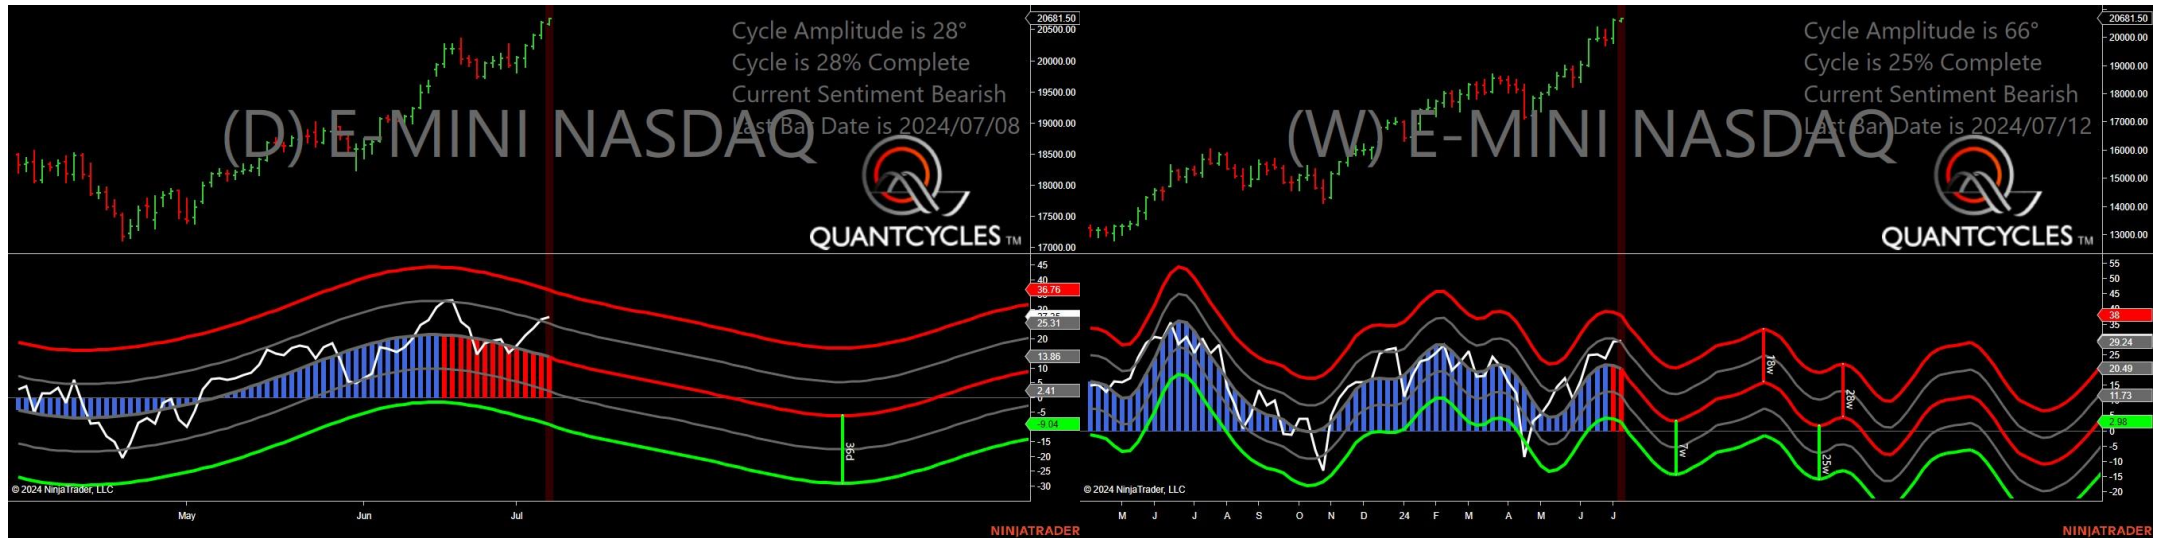 Cycle Amplitude is 28°
Cycle is 28% Complete
Current Sentiment Bearish
Last Bar Date is 2024/07/08
(D) E-MINI NASDAQ
QUANTCYCLES TM
20681.50
20500.00
20000.00
19500.00
19000.00
18500.00
18000.00
17500.00
17000.00
45
40
36.76
25.31
20
13.86
10
5
2.41
0
-5
-9.04
-15
-20
-25
-30
36d
© 2024 NinjaTrader, LLC
May
Jun
Jul
NINJATRADER
Cycle Amplitude is 66°
Cycle is 25% Complete
Current Sentiment Bearish
Last Bar Date is 2024/07/12
(W) E-MINI NASDAQ
QUANTCYCLES TM
20681.50
20000.00
19000.00
18000.00
17000.00
16000.00
15000.00
14000.00
13000.00
55
50
45
38
35
29.24
25
20.49
15
11.73
2.98
0
-5
-10
-15
-20
18w
28w
7w
25w
© 2024 NinjaTrader, LLC
M
J
J
A
S
O
N
D
24
F
M
A
M
J
J
NINJATRADER